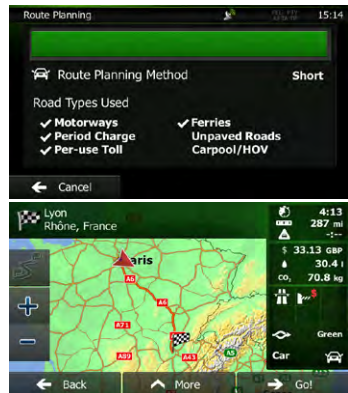 Route Planning 15:14
Route Planning Method Short
Road Types Used
Motorways Ferries
Period Charge Unpaved Roads
Per-use Toll Carpool/HOV
Cancel
Lyon 4:13
Rhône, France 287 mi
-:--
$ 33.13 GBP
30.4 l
CO₂ 70.8 kg
aris
A6
A6
A71
A89
A43
A5
Green
Car
Back More Go!